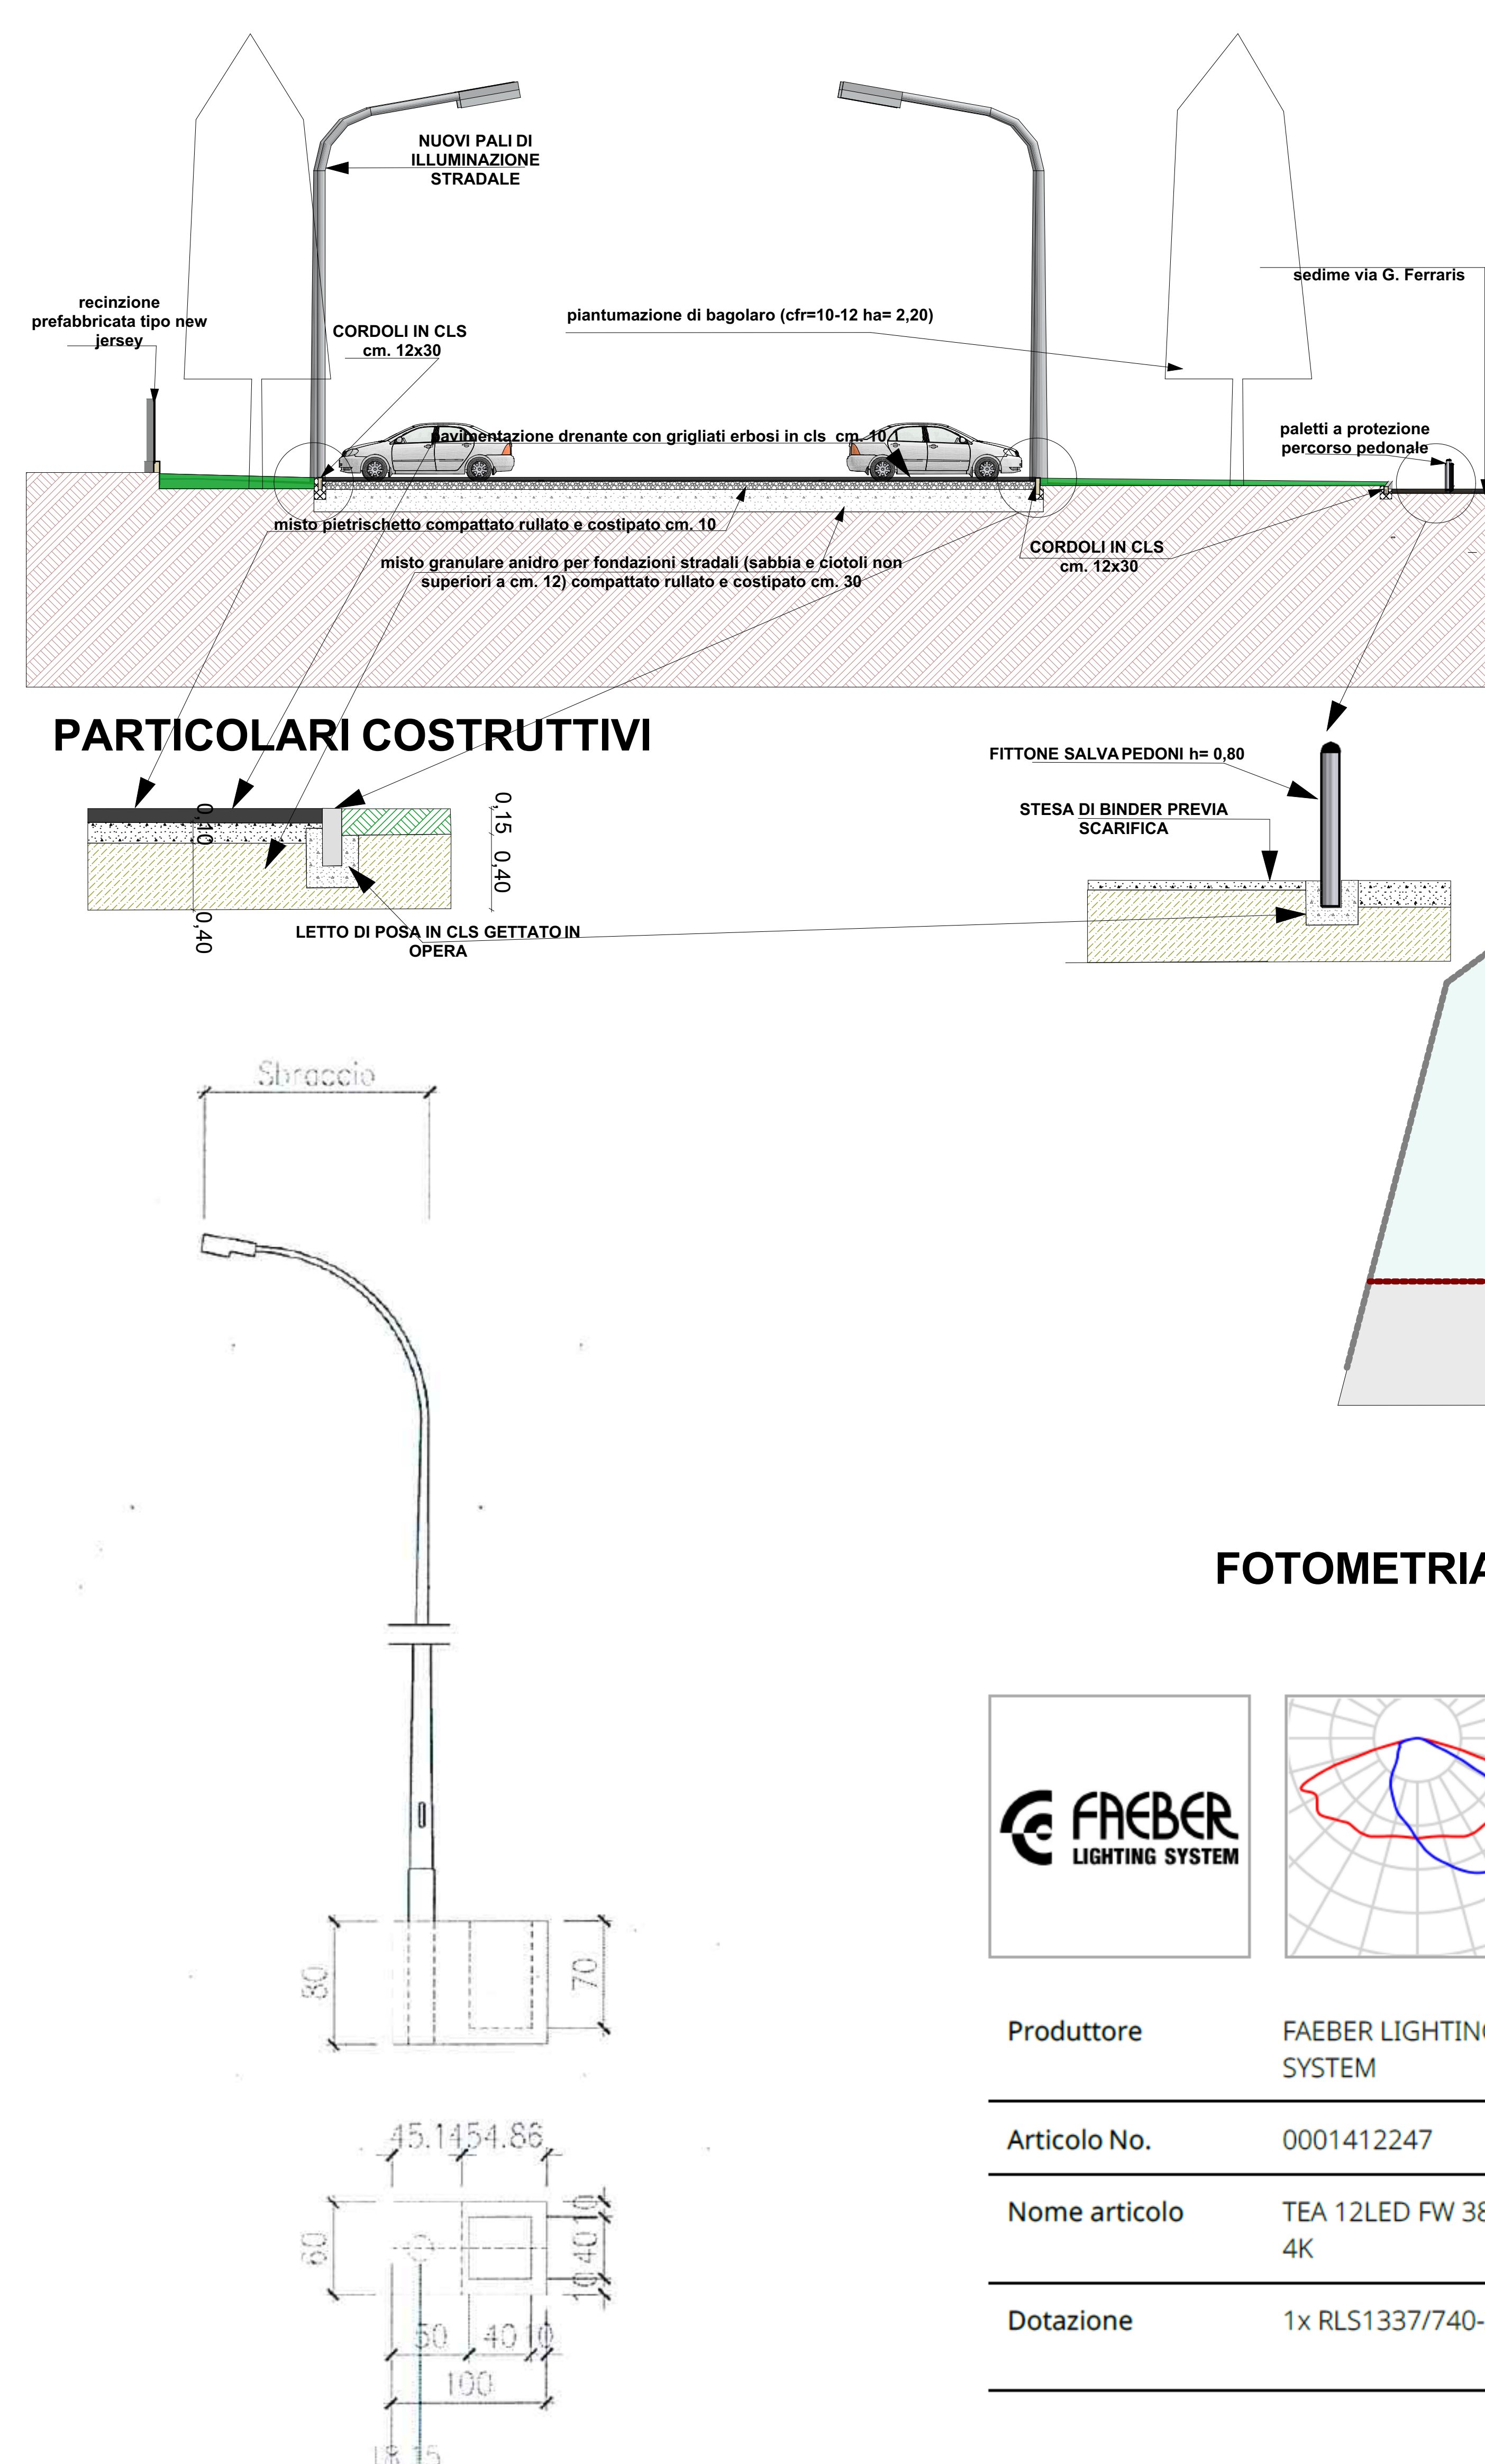 NUOVI PALI DI
ILLUMINAZIONE
STRADALE
sedime via G. Ferraris
recinzione
prefabbricata tipo new
jersey
CORDOLI IN CLS
cm. 12x30
piantumazione di bagolaro (cfr=10-12 ha= 2,20)
pavimentazione drenante con grigliati erbosi in cls cm. 10
paletti a protezione
percorso pedonale
misto pietrischetto compattato rullato e costipato cm. 10
misto granulare anidro per fondazioni stradali (sabbia e ciotoli non
superiori a cm. 12) compattato rullato e costipato cm. 30
CORDOLI IN CLS
cm. 12x30
PARTICOLARI COSTRUTTIVI
FITTONE SALVA PEDONI h= 0,80
STESA DI BINDER PREVIA
SCARIFICA
0,10
0,40
0,15
0,40
LETTO DI POSA IN CLS GETTATO IN
OPERA
Sbraccio
80
70
45.14
54.86
60
10
40
10
50
40
10
100
18.15
FOTOMETRIA
FAEBER
LIGHTING SYSTEM
Produttore
FAEBER LIGHTING
SYSTEM
Articolo No.
0001412247
Nome articolo
TEA 12LED FW 38
4K
Dotazione
1x RLS1337/740-